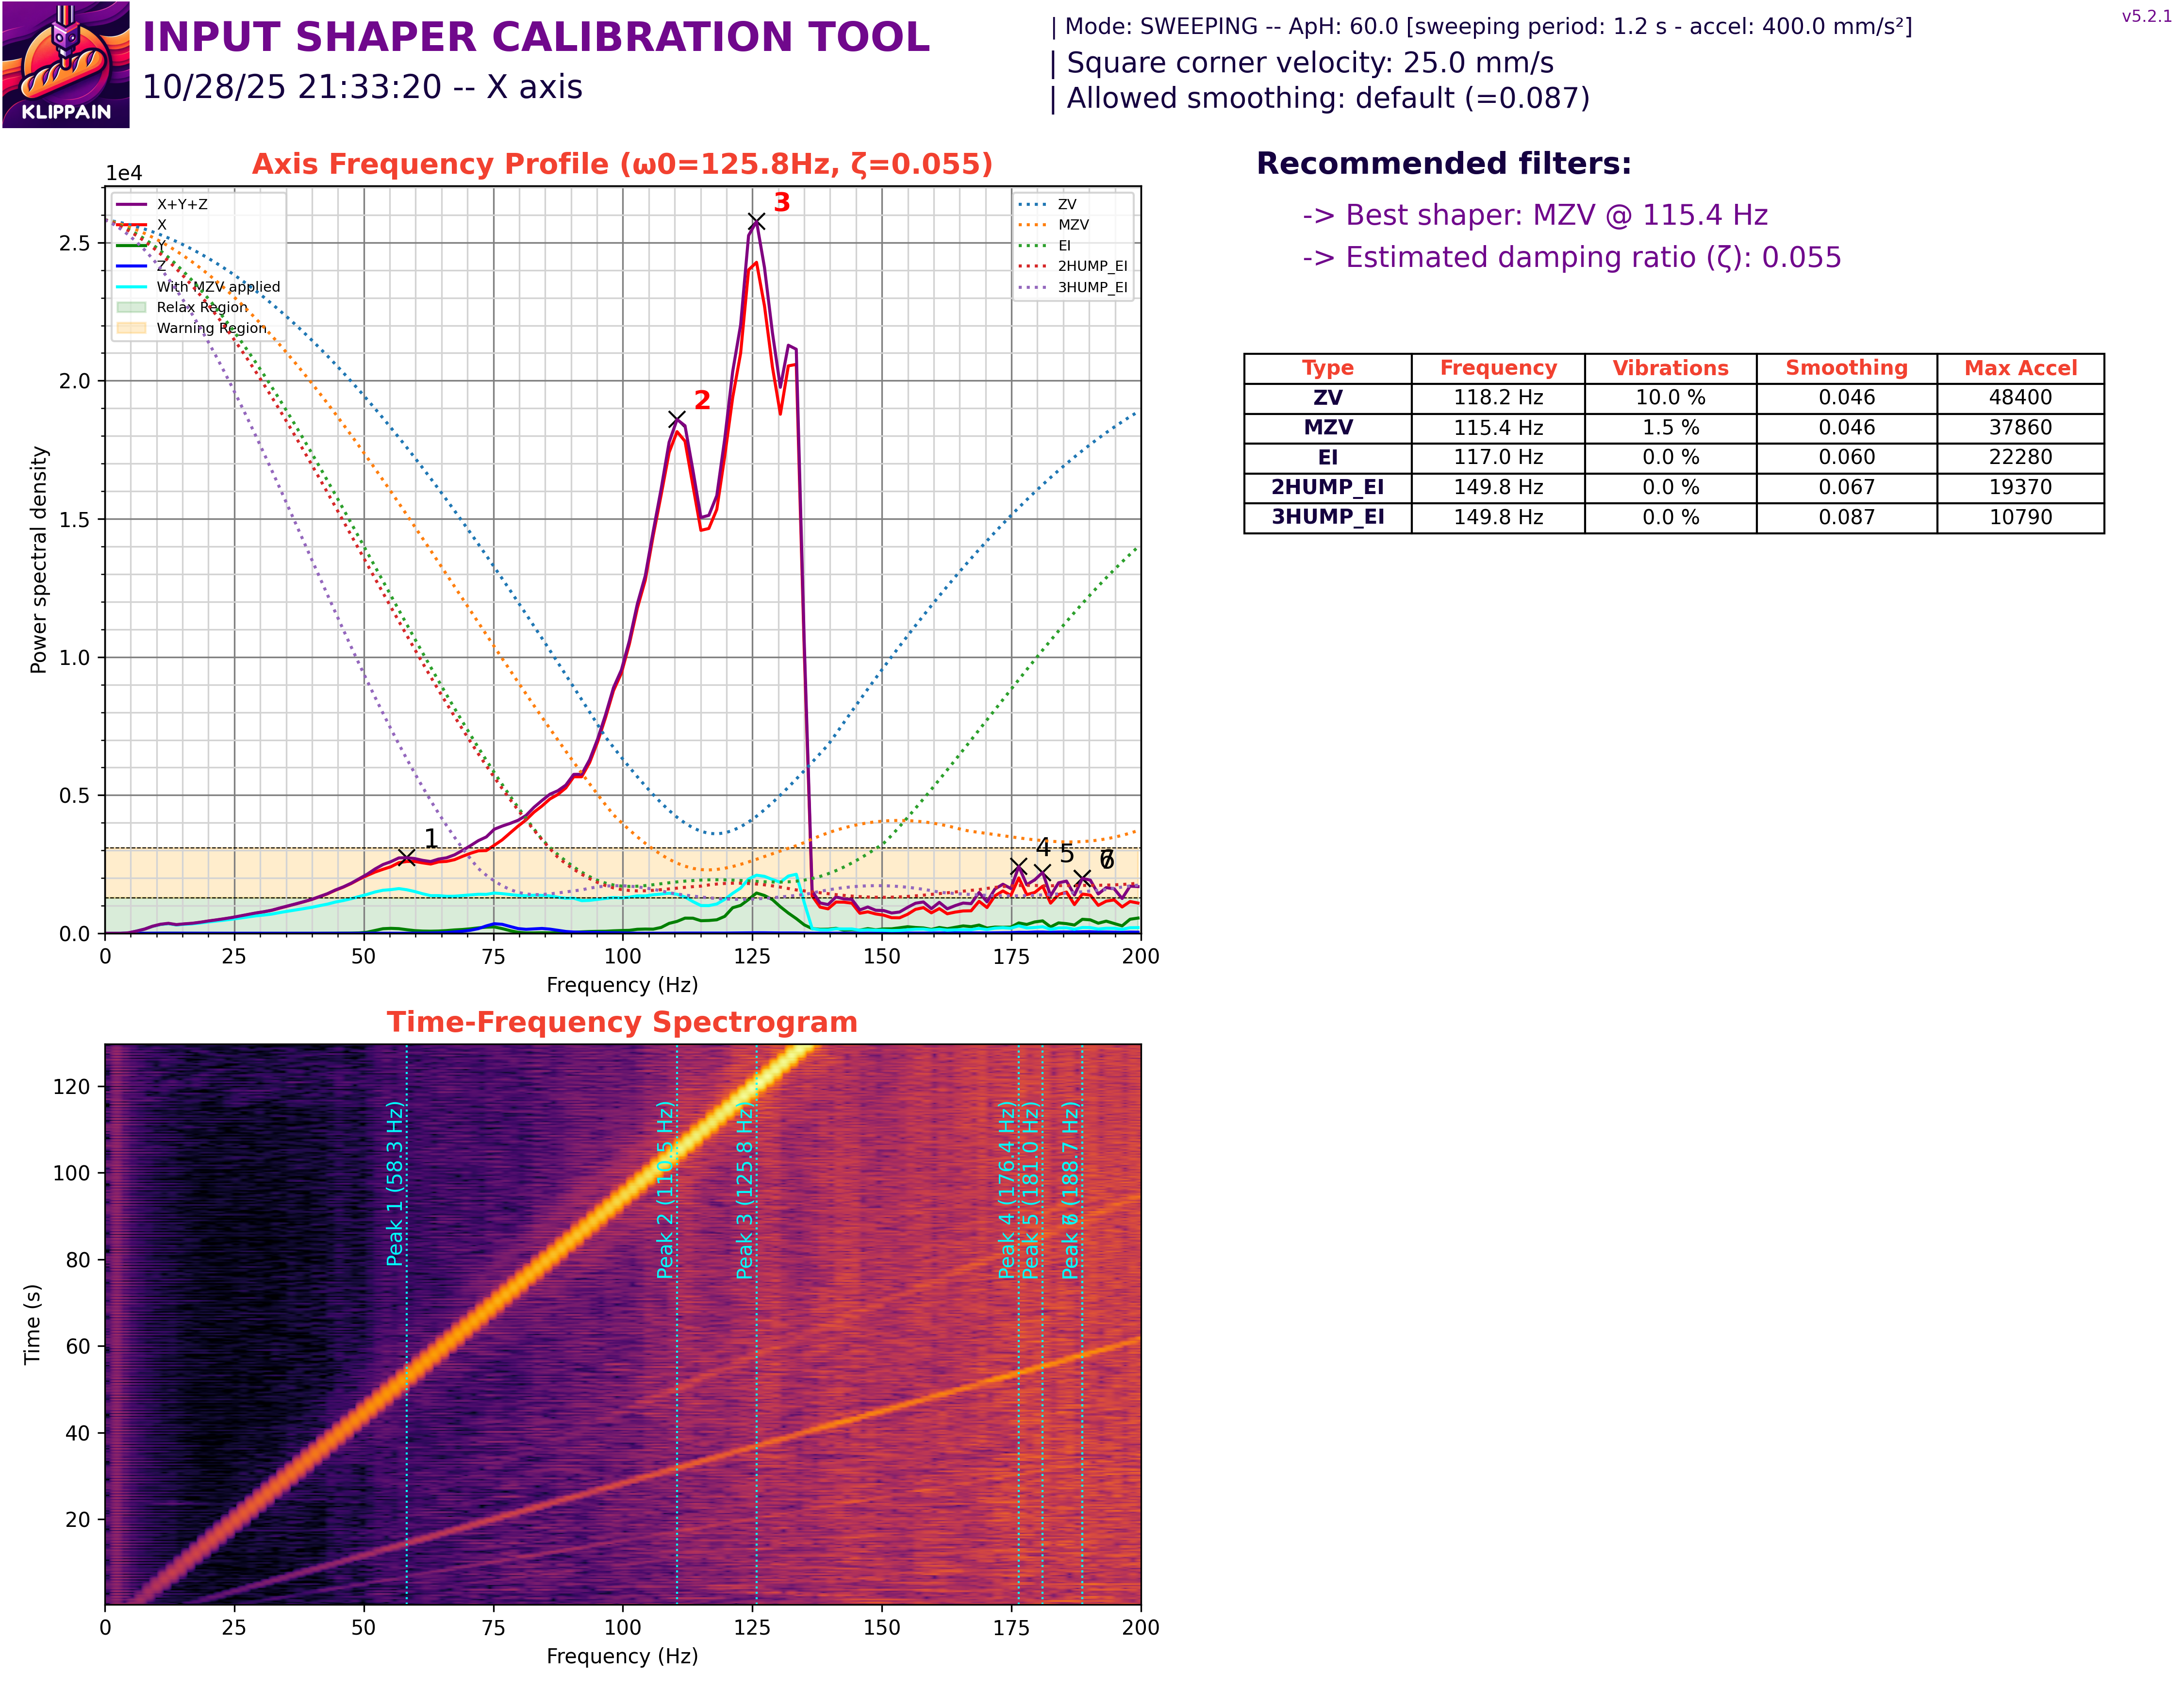 INPUT SHAPER CALIBRATION TOOL
10/28/25 21:33:20 -- X axis
KLIPPAIN
| Mode: SWEEPING -- ApH: 60.0 [sweeping period: 1.2 s - accel: 400.0 mm/s²]
| Square corner velocity: 25.0 mm/s
| Allowed smoothing: default (=0.087)
v5.2.1
Axis Frequency Profile (ω0=125.8Hz, ζ=0.055)
1e4
X+Y+Z
X
Y
Z
With MZV applied
Relax Region
Warning Region
ZV
MZV
EI
2HUMP_EI
3HUMP_EI
1
2
3
4
5
6
7
Power spectral density
2.5
2.0
1.5
1.0
0.5
0.0
0 25 50 75 100 125 150 175 200
Frequency (Hz)
Recommended filters:
-> Best shaper: MZV @ 115.4 Hz
-> Estimated damping ratio (ζ): 0.055
Type Frequency Vibrations Smoothing Max Accel
ZV 118.2 Hz 10.0 % 0.046 48400
MZV 115.4 Hz 1.5 % 0.046 37860
EI 117.0 Hz 0.0 % 0.060 22280
2HUMP_EI 149.8 Hz 0.0 % 0.067 19370
3HUMP_EI 149.8 Hz 0.0 % 0.087 10790
Time-Frequency Spectrogram
Time (s)
120
100
80
60
40
20
Peak 1 (58.3 Hz)
Peak 2 (110.5 Hz)
Peak 3 (125.8 Hz)
Peak 4 (176.4 Hz)
Peak 5 (181.0 Hz)
Peak 6 (188.7 Hz)
0 25 50 75 100 125 150 175 200
Frequency (Hz)